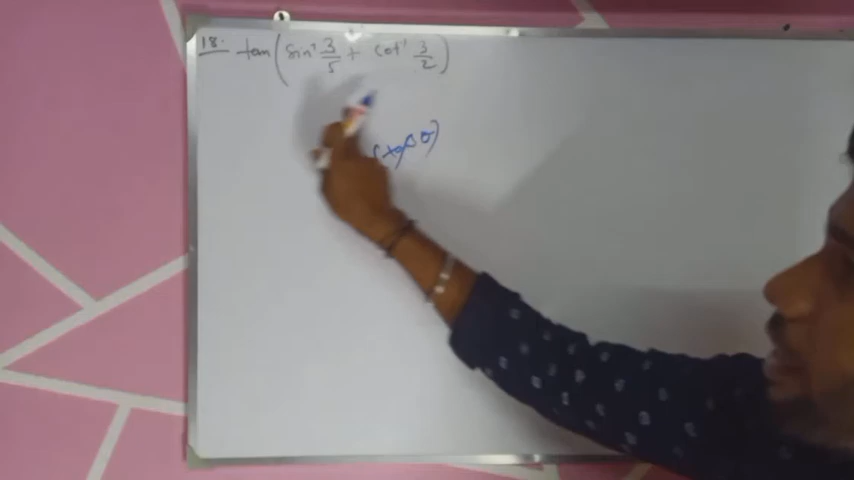 18. tan(sin⁻¹ 3/5 + cot⁻¹ 3/2)